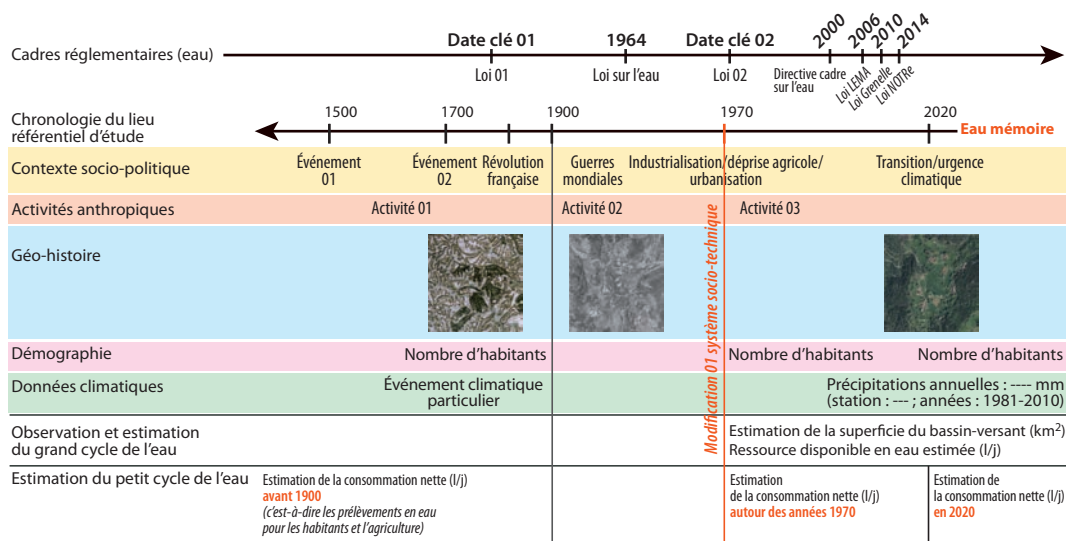 Cadres réglementaires (eau)
Date clé 01
1964
Date clé 02
2000
2006
2010
2014
Loi 01
Loi sur l'eau
Loi 02
Directive cadre
sur l'eau
Loi LEMA
Loi Grenelle
Loi NOTRe
Chronologie du lieu
référentiel d'étude
1500
1700
1900
1970
2020
Eau mémoire
Contexte socio-politique
Événement
01
Événement
02
Révolution
française
Guerres
mondiales
Industrialisation/déprise agricole/
urbanisation
Transition/urgence
climatique
Activités anthropiques
Activité 01
Activité 02
Activité 03
Modification 01 système socio-technique
Géo-histoire
Démographie
Nombre d'habitants
Nombre d'habitants
Nombre d'habitants
Données climatiques
Événement climatique
particulier
Précipitations annuelles : ---- mm
(station : --- ; années : 1981-2010)
Observation et estimation
du grand cycle de l'eau
Estimation de la superficie du bassin-versant (km²)
Ressource disponible en eau estimée (l/j)
Estimation du petit cycle de l'eau
Estimation de la consommation nette (l/j)
avant 1900
(c'est-à-dire les prélèvements en eau
pour les habitants et l'agriculture)
Estimation
de la consommation nette (l/j)
autour des années 1970
Estimation de
la consommation nette (l/j)
en 2020